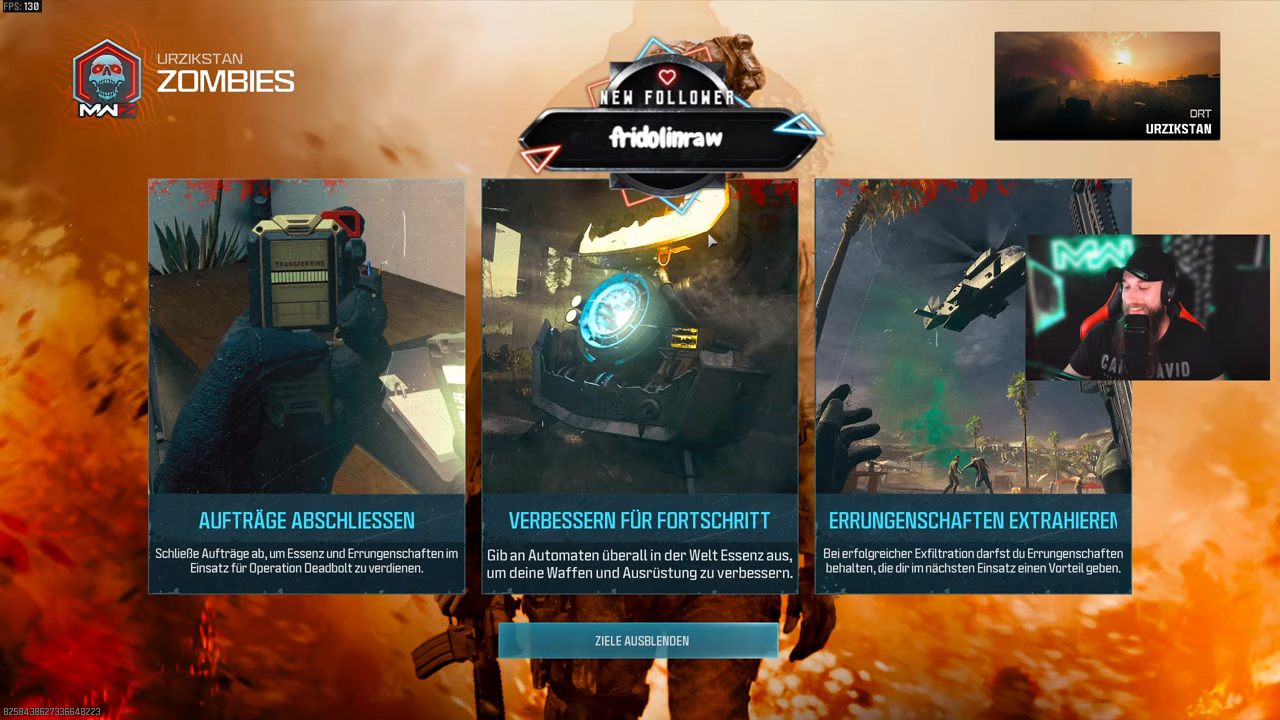 FPS: 130
URZIKSTAN
ZOMBIES
MWZ
NEW FOLLOWER
fridolinraw
ORT
URZIKSTAN
TRANSFERRING
MW
AUFTRÄGE ABSCHLIESSEN
Schließe Aufträge ab, um Essenz und Errungenschaften im
Einsatz für Operation Deadbolt zu verdienen.
VERBESSERN FÜR FORTSCHRITT
Gib an Automaten überall in der Welt Essenz aus,
um deine Waffen und Ausrüstung zu verbessern.
ERRUNGENSCHAFTEN EXTRAHIEREN
Bei erfolgreicher Exfiltration darfst du Errungenschaften
behalten, die dir im nächsten Einsatz einen Vorteil geben.
ZIELE AUSBLENDEN
8258438627336648223